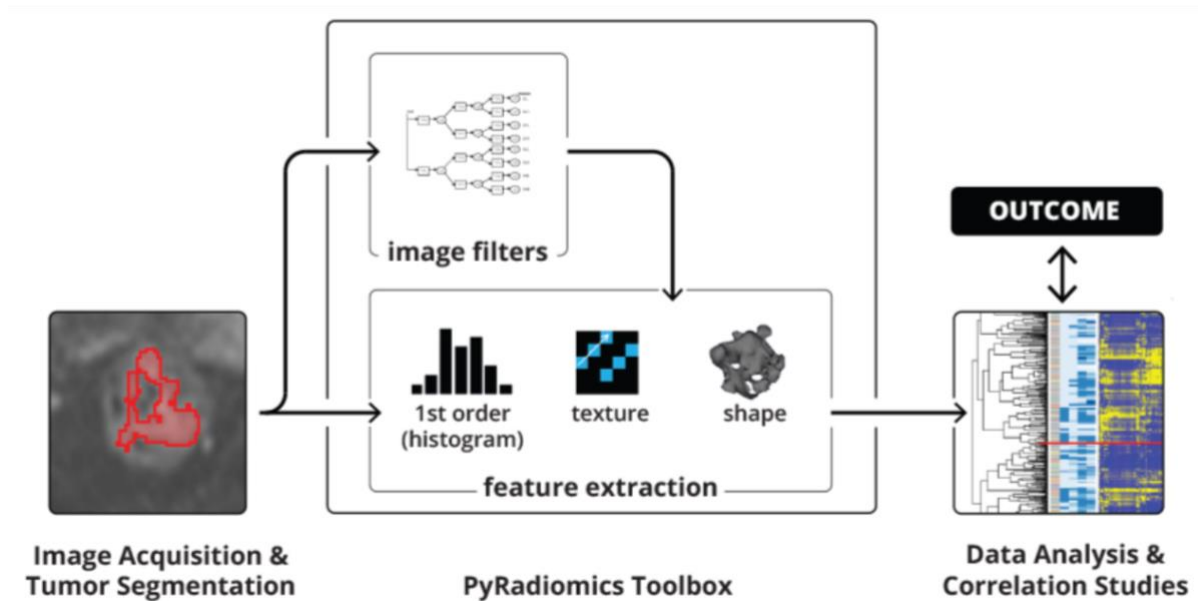 image filters
OUTCOME
1st order
(histogram)
texture
shape
feature extraction
Image Acquisition &
Tumor Segmentation
PyRadiomics Toolbox
Data Analysis &
Correlation Studies